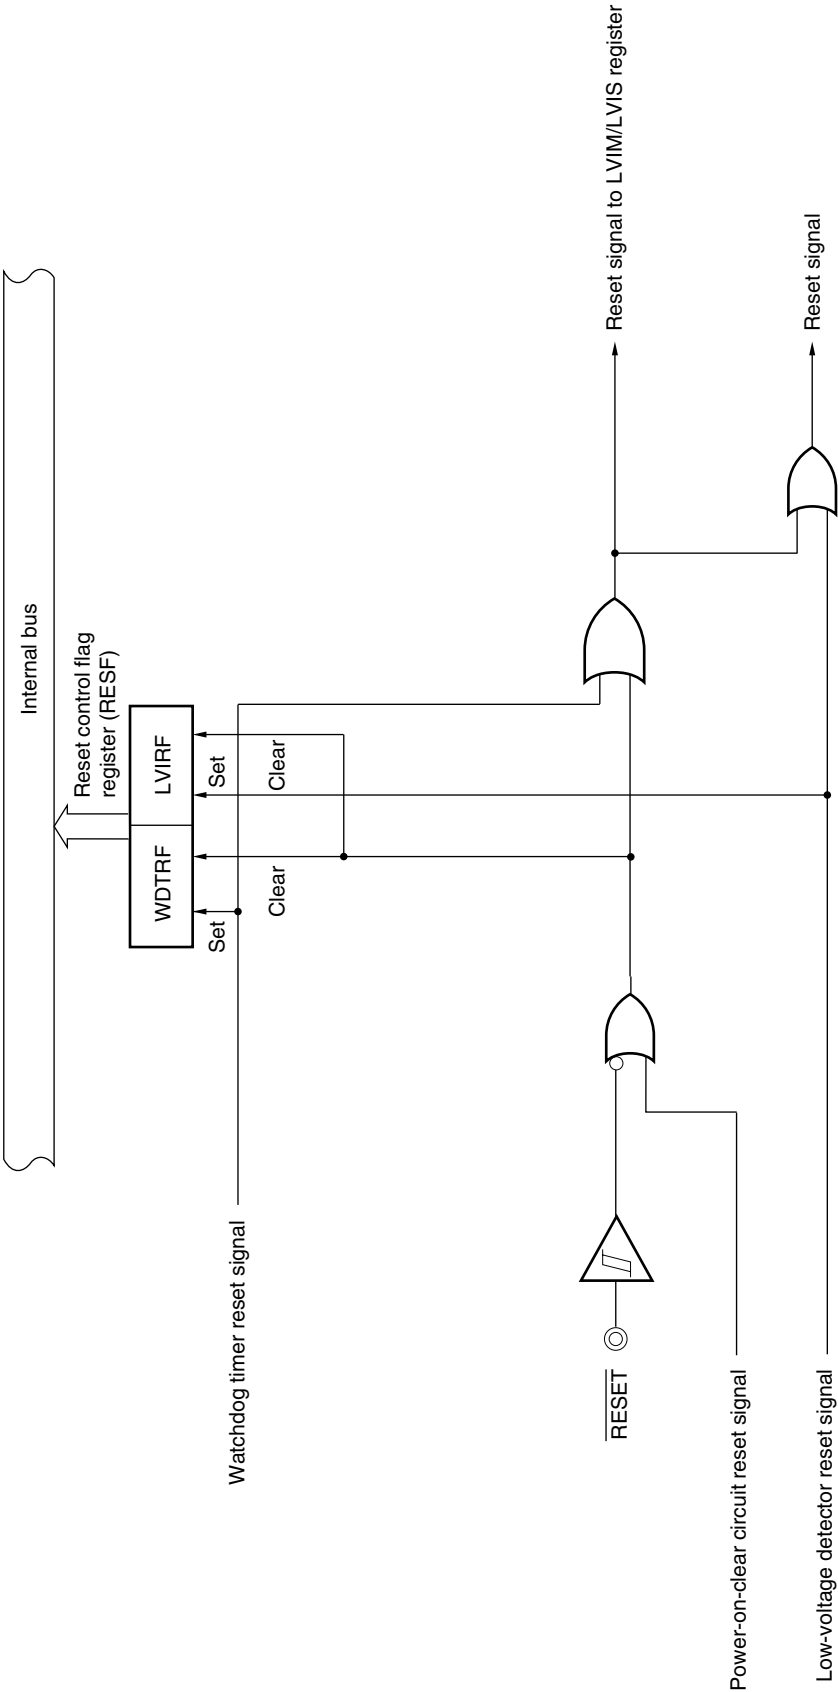 Internal bus
Reset control flag
register (RESF)
WDTRF
LVIRF
Set
Clear
Set
Clear
Watchdog timer reset signal
RESET
Power-on-clear circuit reset signal
Low-voltage detector reset signal
Reset signal to LVIM/LVIS register
Reset signal